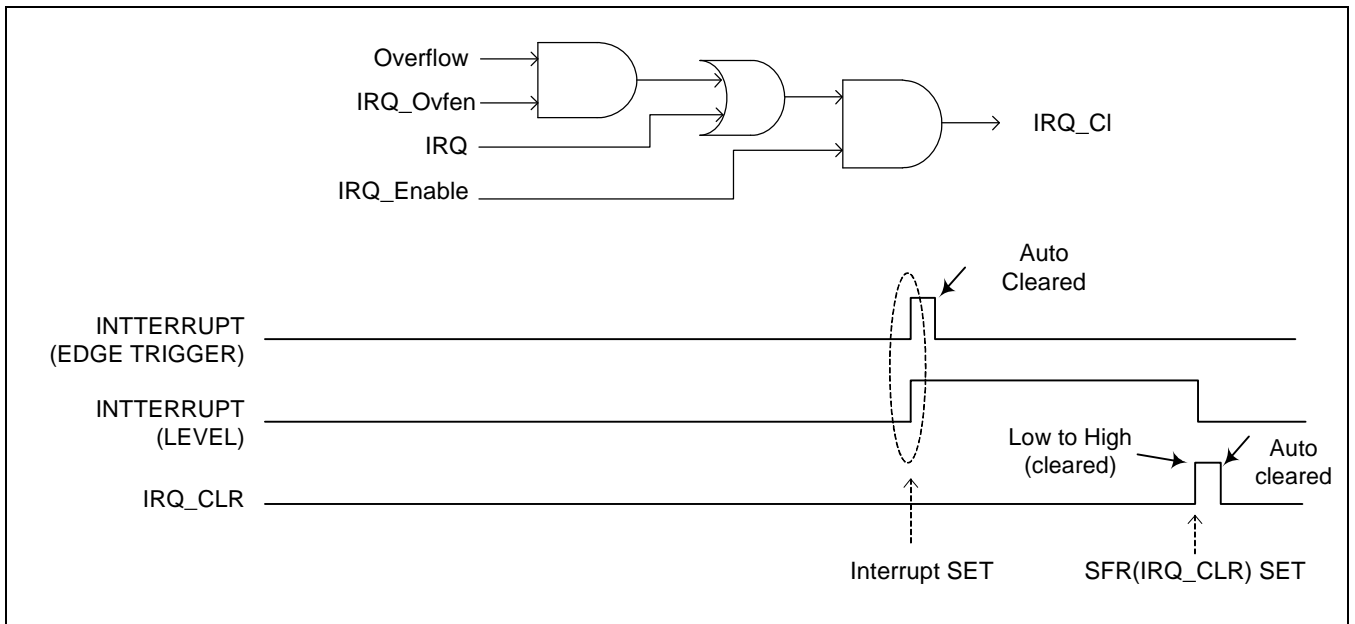 Overflow
IRQ_Ovfen
IRQ
IRQ_Enable
IRQ_CI
Auto
Cleared
INTTERRUPT
(EDGE TRIGGER)
INTTERRUPT
(LEVEL)
Low to High
(cleared)
Auto
cleared
IRQ_CLR
Interrupt SET
SFR(IRQ_CLR) SET